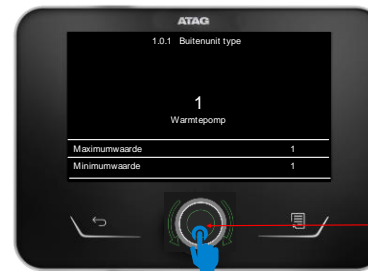 ATAG
1.0.1 Buitenunit type
1
Warmtepomp
Maximumwaarde 1
Minimumwaarde 1